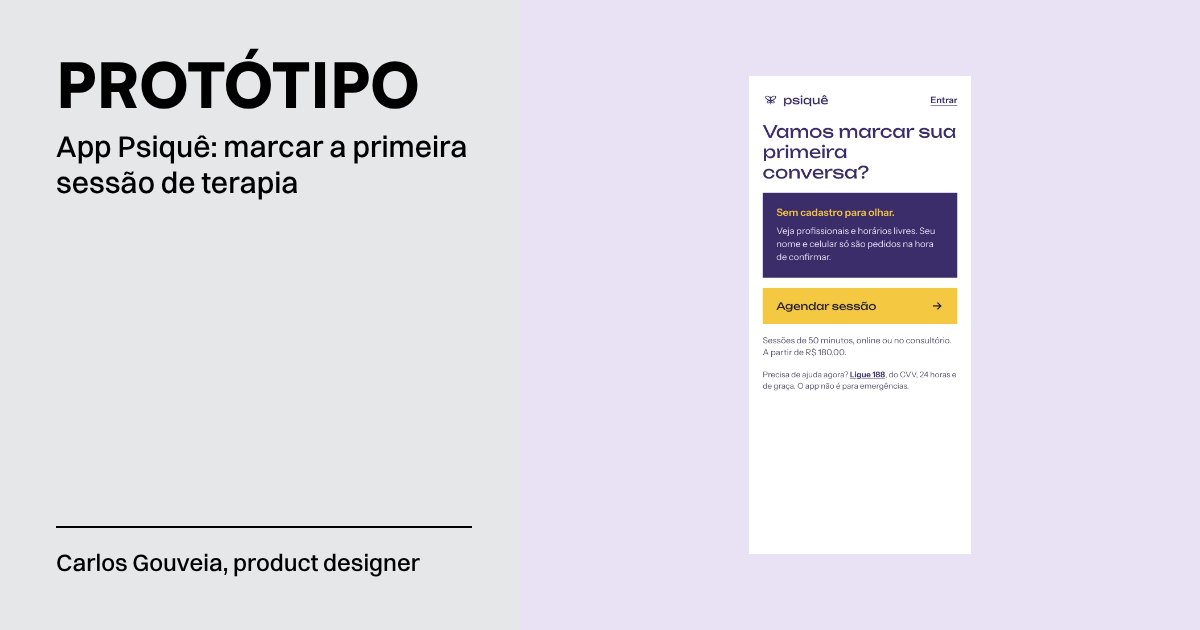 PROTÓTIPO
App Psiquê: marcar a primeira
sessão de terapia
Carlos Gouveia, product designer
psiquê
Entrar
Vamos marcar sua
primeira
conversa?
Sem cadastro para olhar.
Veja profissionais e horários livres. Seu
nome e celular só são pedidos na hora
de confirmar.
Agendar sessão →
Sessões de 50 minutos, online ou no consultório.
A partir de R$ 180,00.
Precisa de ajuda agora? Ligue 188, do CVV, 24 horas e
de graça. O app não é para emergências.